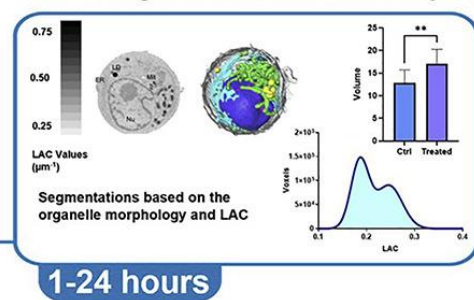 0.75
0.50
0.25
LAC Values
(µm⁻¹)
LD
ER
Mit
Nu
Segmentations based on the
organelle morphology and LAC
**
Volume
25
20
15
10
5
0
Ctrl Treated
Voxels
2×10⁵
1.5×10⁵
1×10⁵
5×10⁴
0
0.1 0.2 0.3 0.4
LAC
1-24 hours